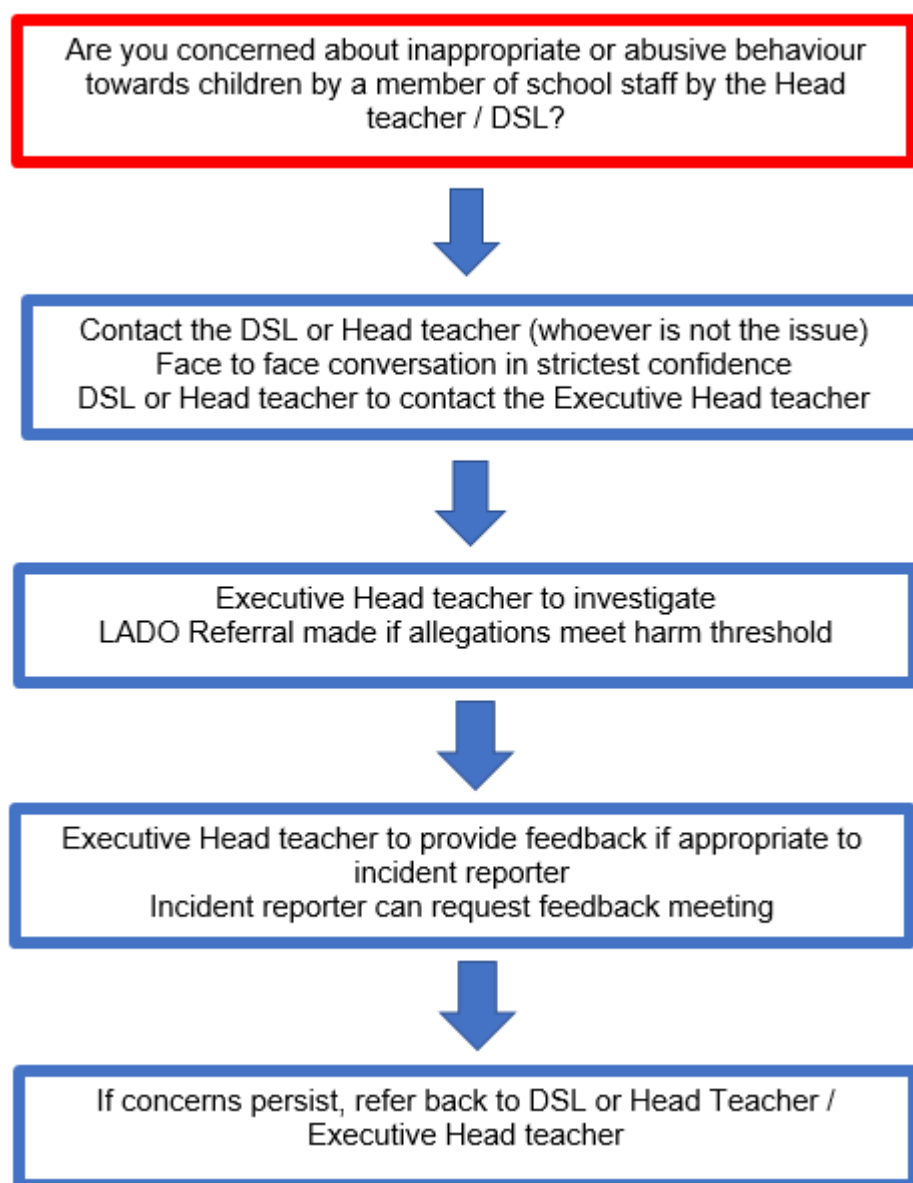 Are you concerned about inappropriate or abusive behaviour
towards children by a member of school staff by the Head
teacher / DSL?
Contact the DSL or Head teacher (whoever is not the issue)
Face to face conversation in strictest confidence
DSL or Head teacher to contact the Executive Head teacher
Executive Head teacher to investigate
LADO Referral made if allegations meet harm threshold
Executive Head teacher to provide feedback if appropriate to
incident reporter
Incident reporter can request feedback meeting
If concerns persist, refer back to DSL or Head Teacher /
Executive Head teacher